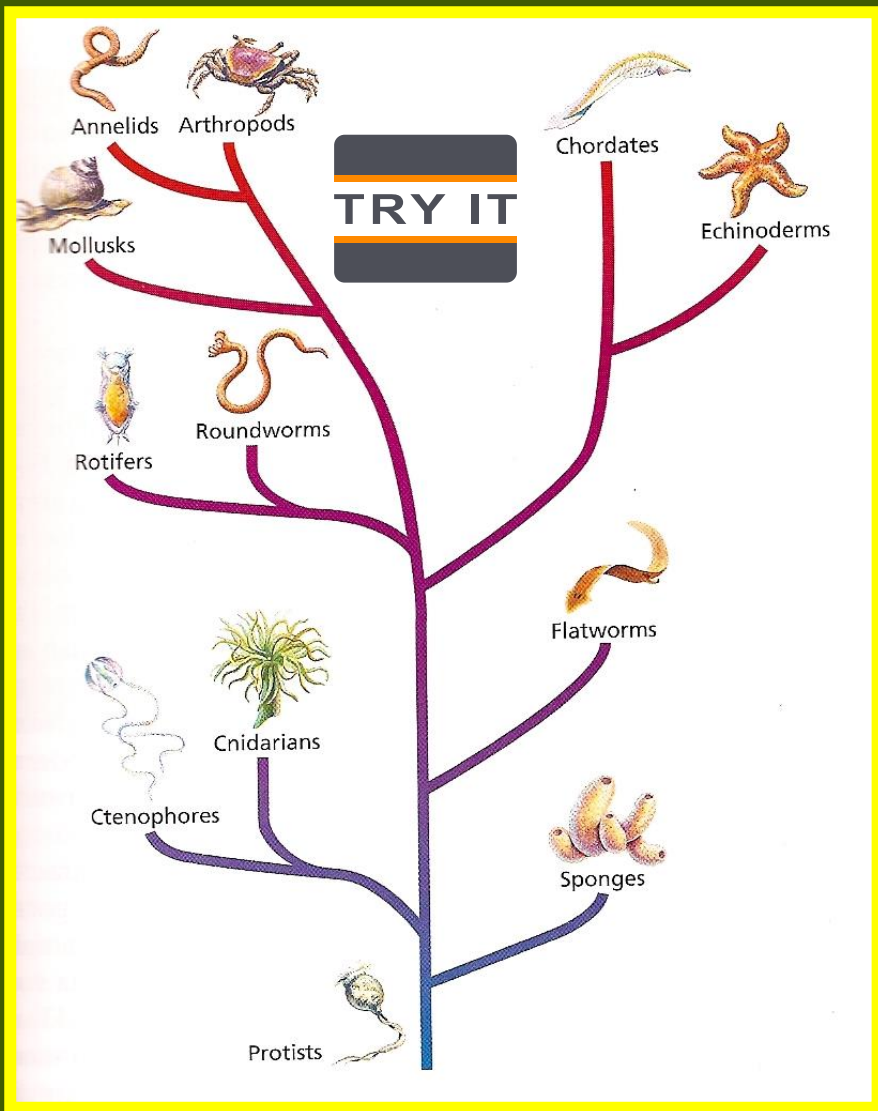 Annelids
Arthropods
Chordates
TRY IT
Echinoderms
Mollusks
Roundworms
Rotifers
Flatworms
Cnidarians
Ctenophores
Sponges
Protists